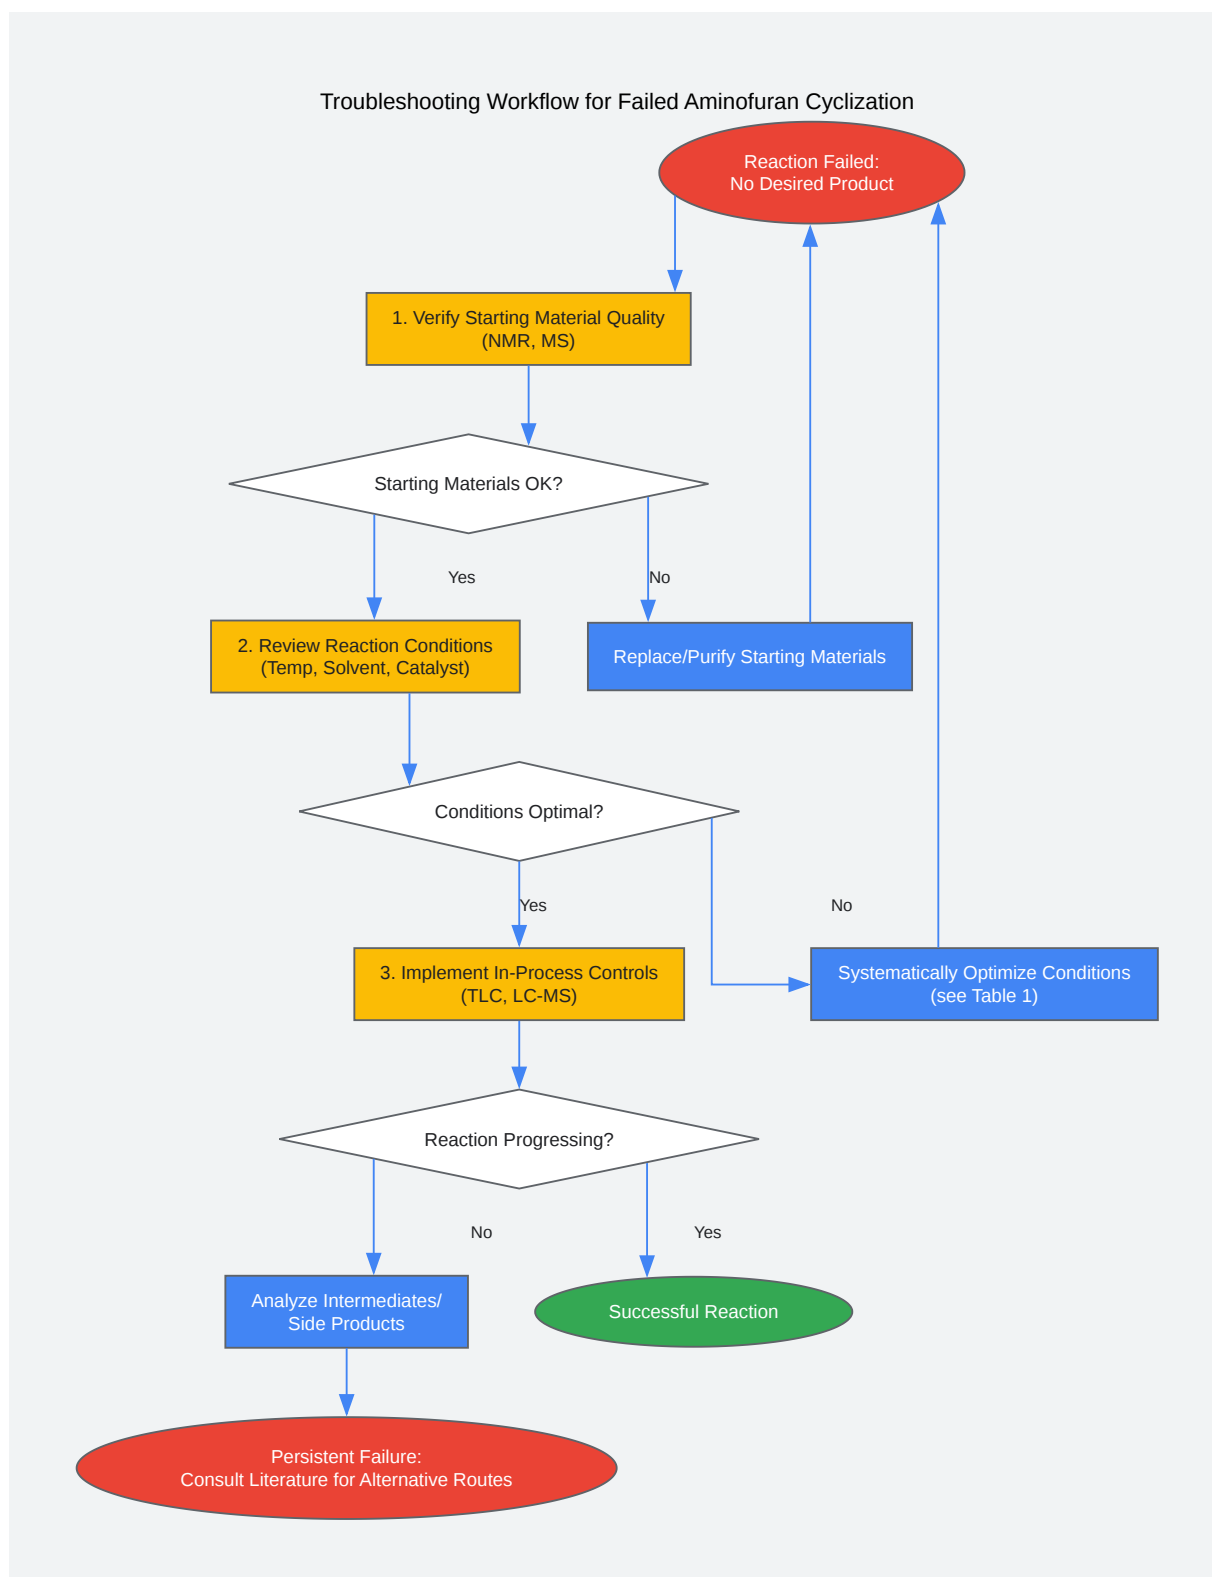 Troubleshooting Workflow for Failed Aminofuran Cyclization
Reaction Failed:
No Desired Product
1. Verify Starting Material Quality
(NMR, MS)
Starting Materials OK?
Yes
No
2. Review Reaction Conditions
(Temp, Solvent, Catalyst)
Replace/Purify Starting Materials
Conditions Optimal?
Yes
No
3. Implement In-Process Controls
(TLC, LC-MS)
Systematically Optimize Conditions
(see Table 1)
Reaction Progressing?
No
Yes
Analyze Intermediates/
Side Products
Successful Reaction
Persistent Failure:
Consult Literature for Alternative Routes